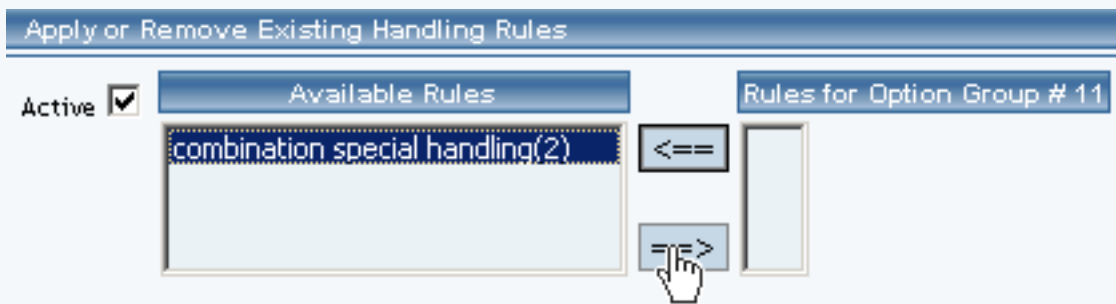 Apply or Remove Existing Handling Rules
Active
Available Rules
Rules for Option Group # 11
combination special handling(2)
<==
==>